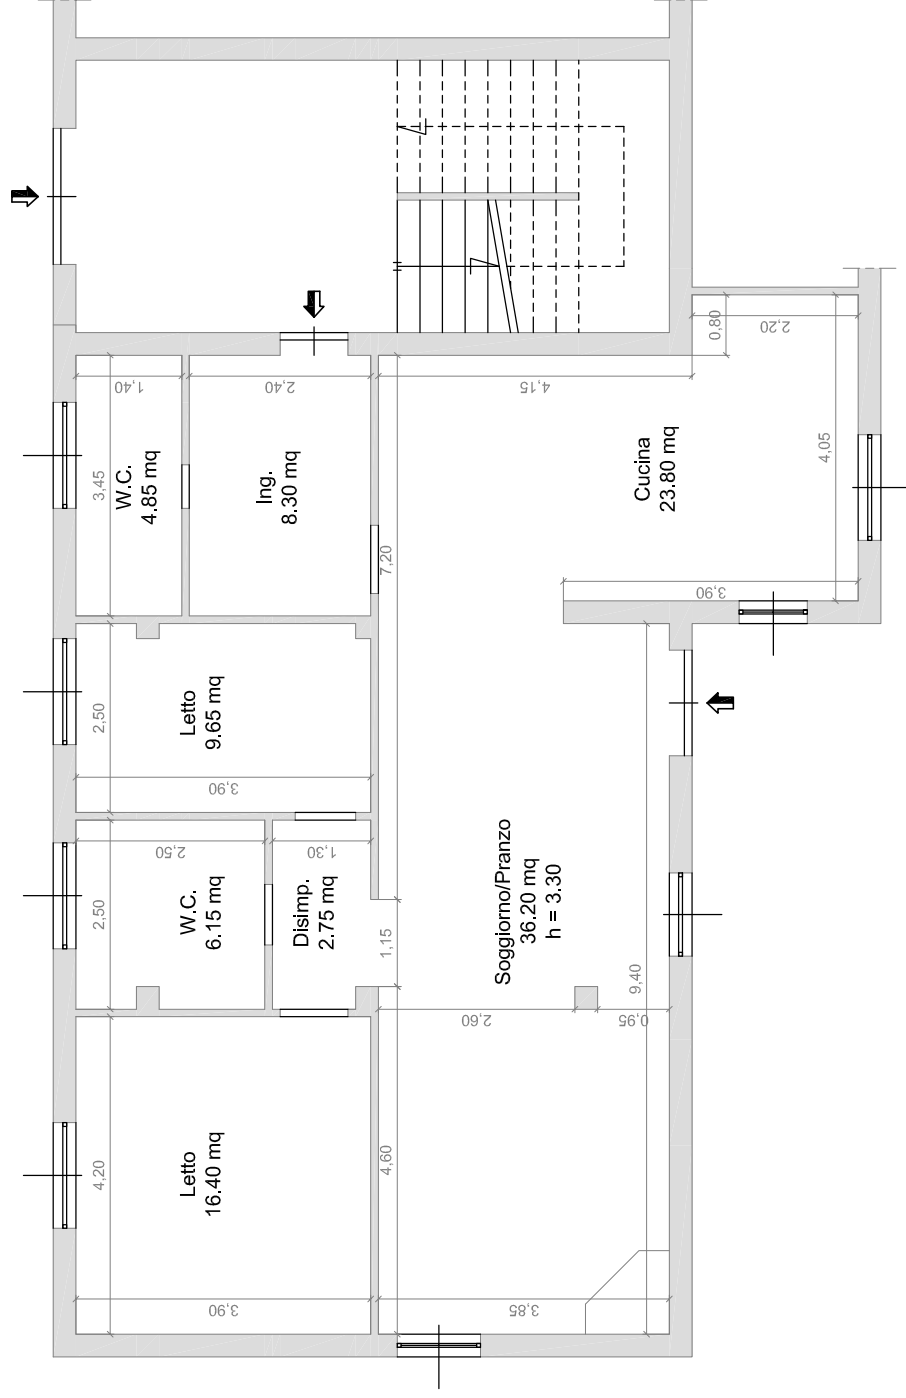 0,80
2,20
1,40
2,40
4,15
3,45
W.C.
4.85 mq
Ing.
8.30 mq
Cucina
23.80 mq
4,05
7,20
3,90
2,50
Letto
9.65 mq
3,90
2,50
1,30
2,50
W.C.
6.15 mq
Disimp.
2.75 mq
1,15
Soggiorno/Pranzo
36.20 mq
h = 3.30
9,40
2,60
0,95
4,20
Letto
16.40 mq
4,60
3,90
3,85